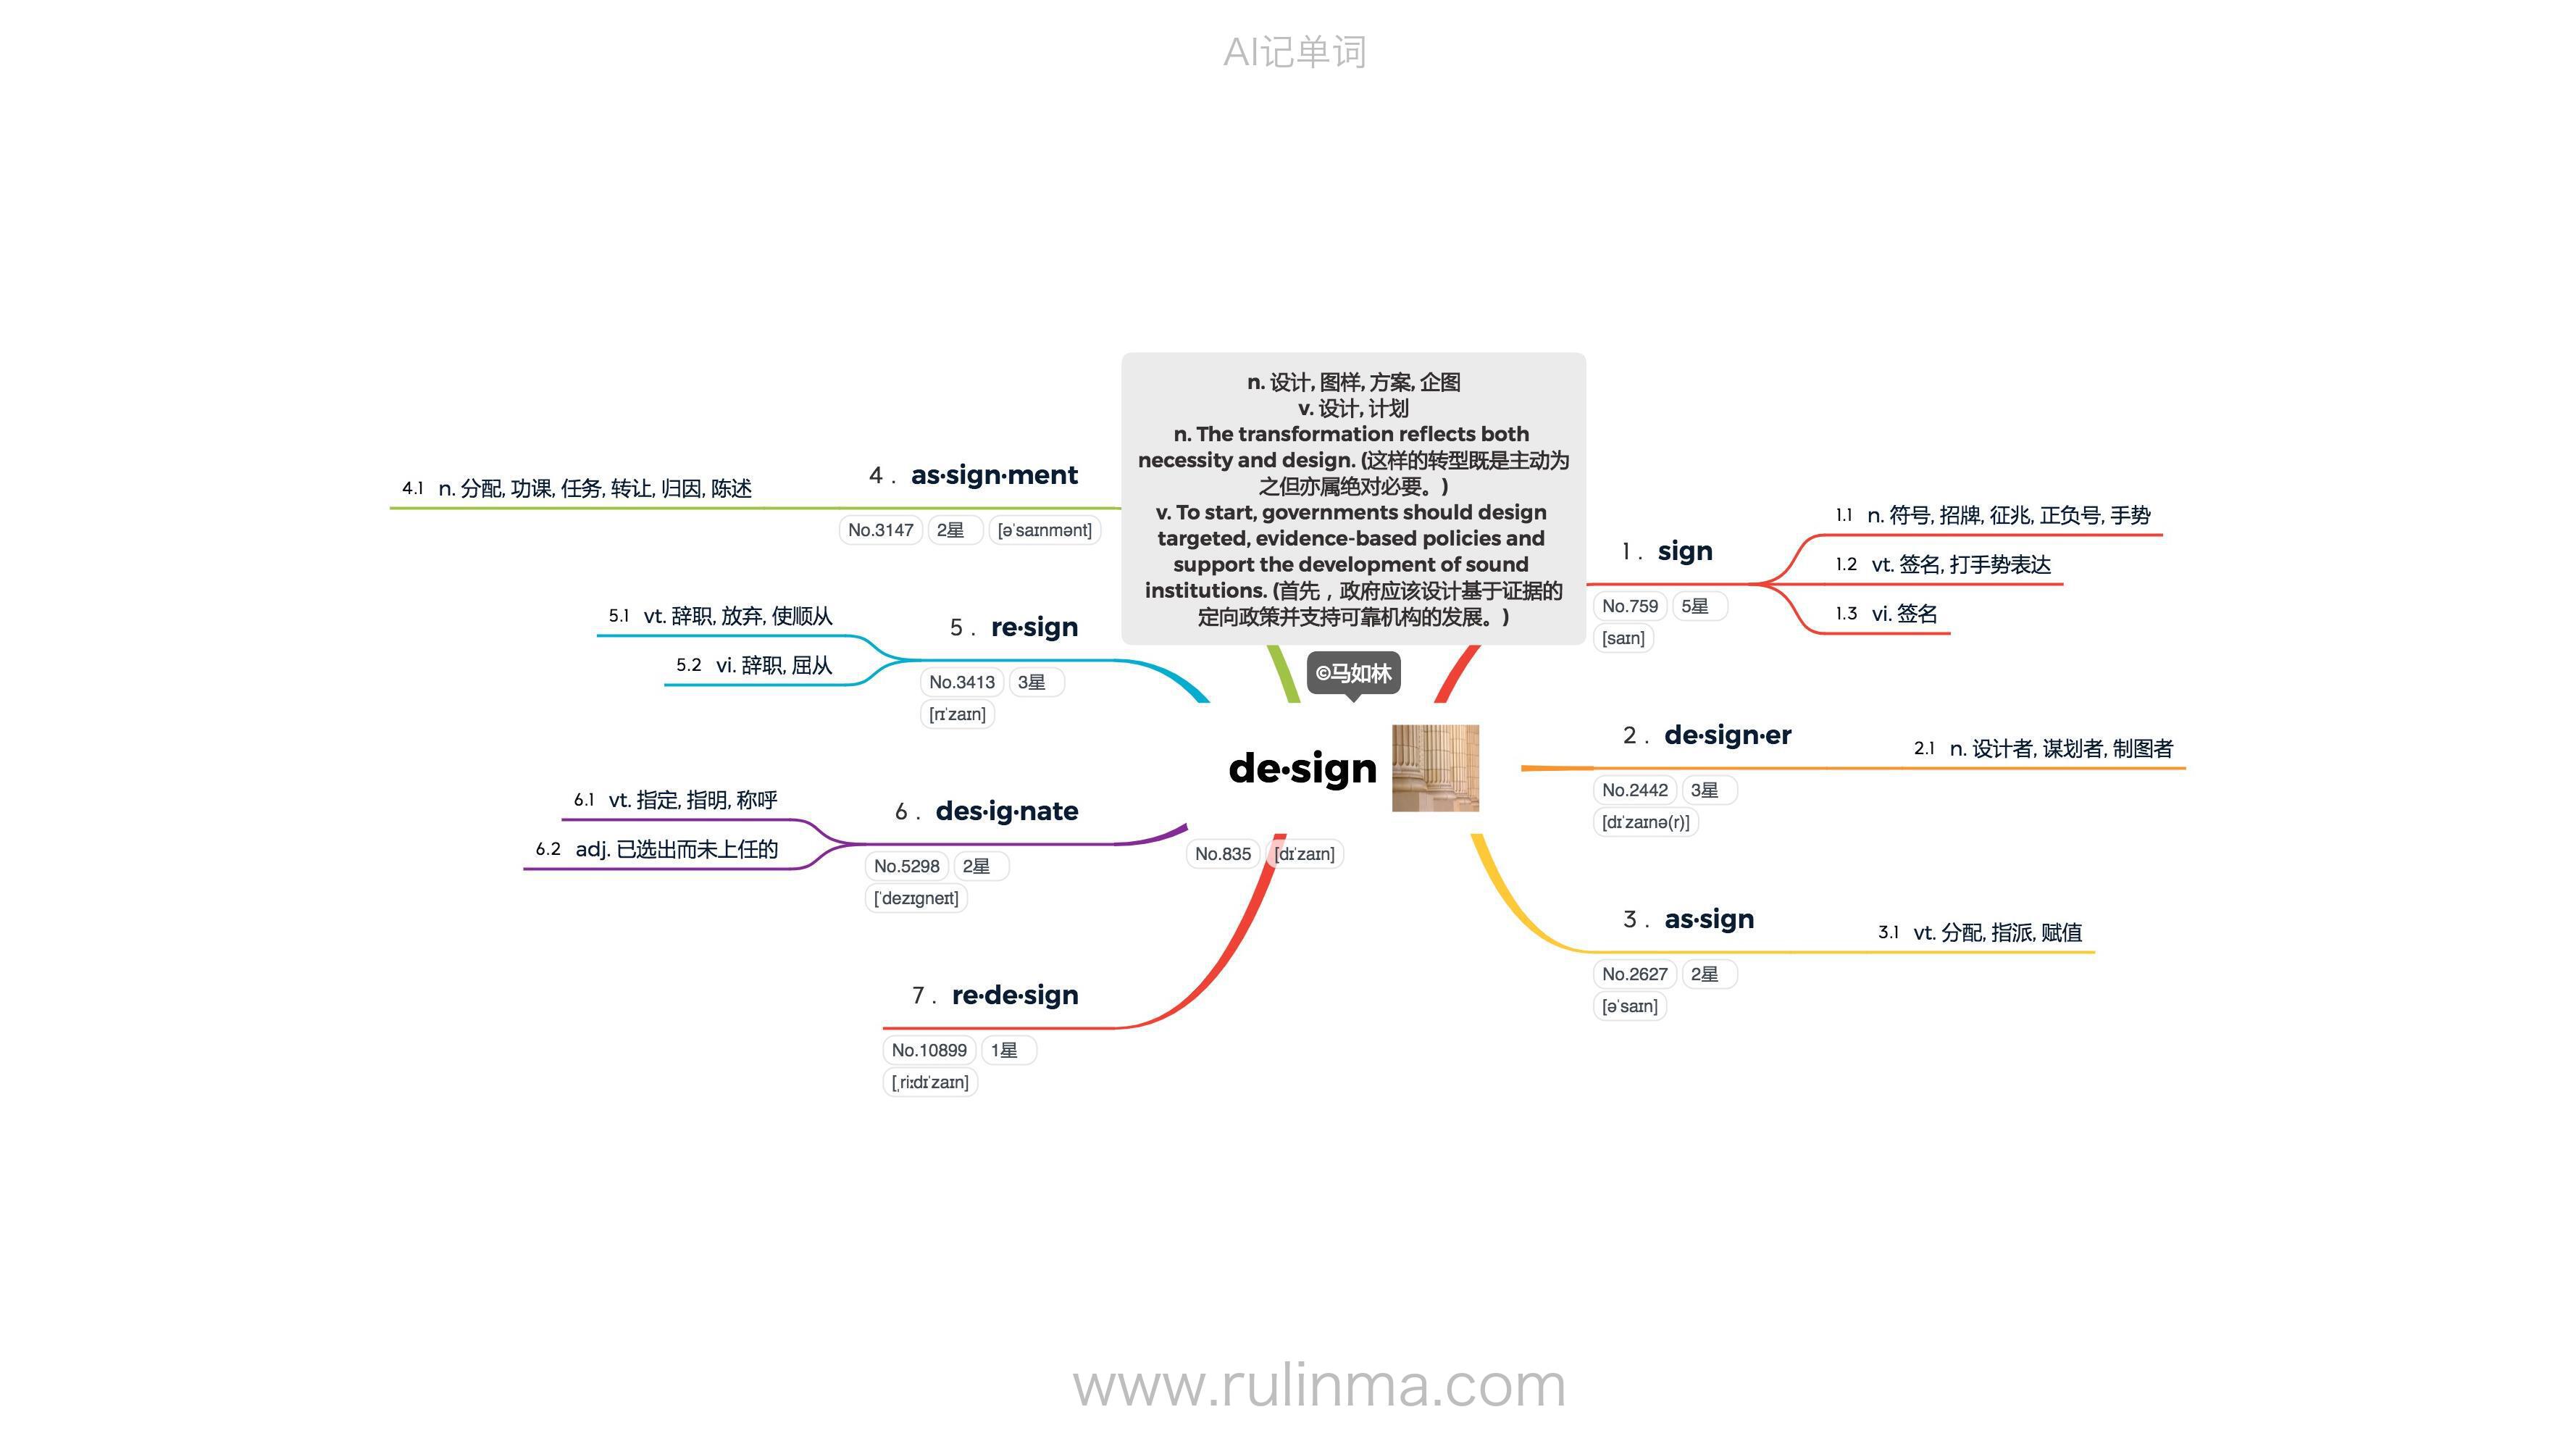 AI记单词
n. 设计, 图样, 方案, 企图
v. 设计, 计划
n. The transformation reflects both
necessity and design. (这样的转型既是主动为
之但亦属绝对必要。)
v. To start, governments should design
targeted, evidence-based policies and
support the development of sound
institutions. (首先，政府应该设计基于证据的
定向政策并支持可靠机构的发展。)
©马如林
de·sign
No.835 [dɪˈzaɪn]
1. sign
No.759 5星
[saɪn]
1.1 n. 符号, 招牌, 征兆, 正负号, 手势
1.2 vt. 签名, 打手势表达
1.3 vi. 签名
2. de·sign·er
No.2442 3星
[dɪˈzaɪnə(r)]
2.1 n. 设计者, 谋划者, 制图者
3. as·sign
No.2627 2星
[əˈsaɪn]
3.1 vt. 分配, 指派, 赋值
4. as·sign·ment
No.3147 2星 [əˈsaɪnmənt]
4.1 n. 分配, 功课, 任务, 转让, 归因, 陈述
5. re·sign
No.3413 3星
[rɪˈzaɪn]
5.1 vt. 辞职, 放弃, 使顺从
5.2 vi. 辞职, 屈从
6. des·ig·nate
No.5298 2星
[ˈdezɪɡneɪt]
6.1 vt. 指定, 指明, 称呼
6.2 adj. 已选出而未上任的
7. re·de·sign
No.10899 1星
[ˌriːdɪˈzaɪn]
www.rulinma.com